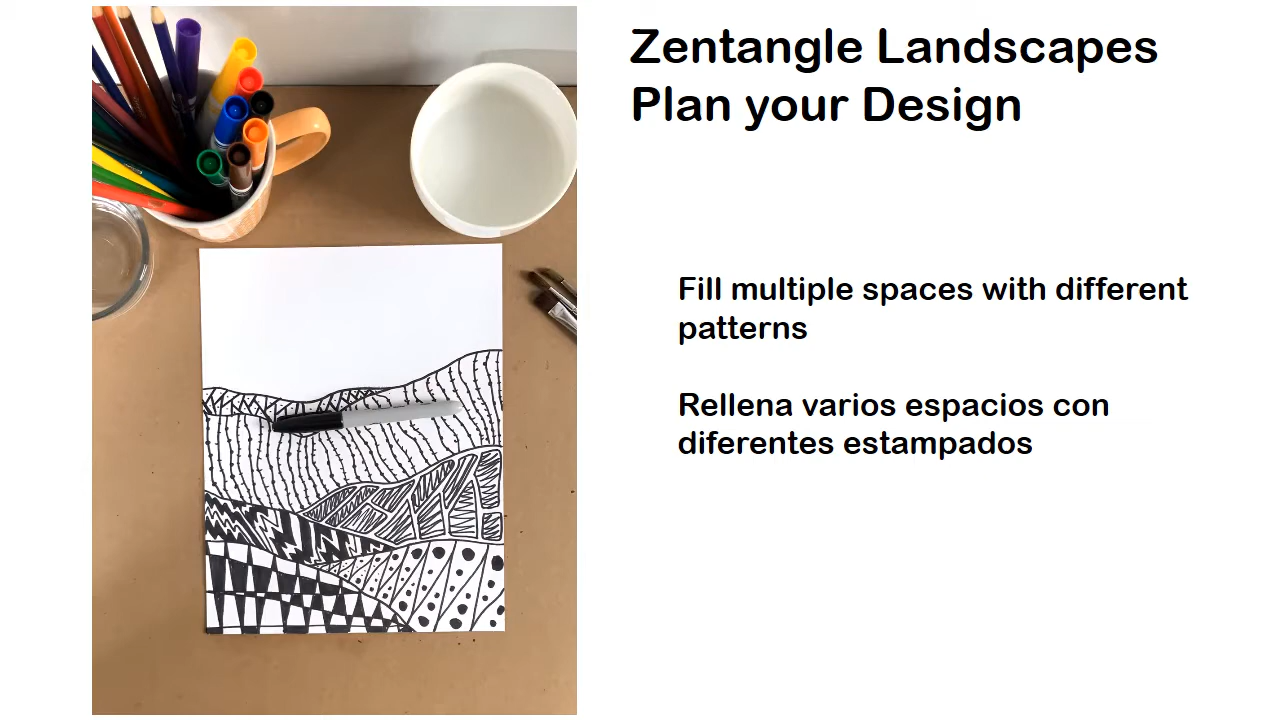 Zentangle Landscapes
Plan your Design
Fill multiple spaces with different
patterns
Rellena varios espacios con
diferentes estampados